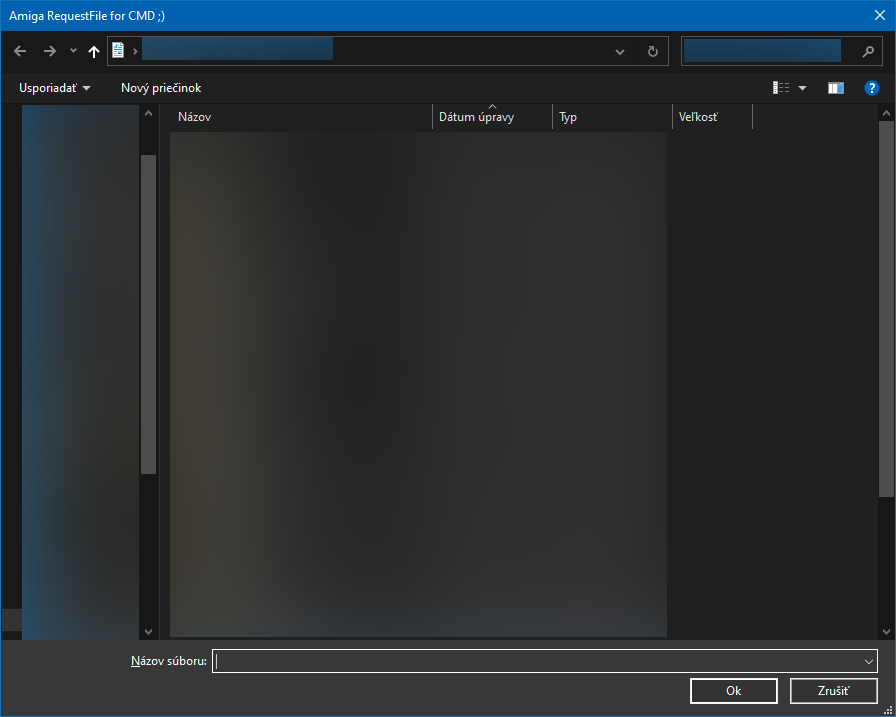 Amiga RequestFile for CMD ;)
Usporiadať Nový priečinok
Názov Dátum úpravy Typ Veľkosť
Názov súboru:
Ok Zrušiť